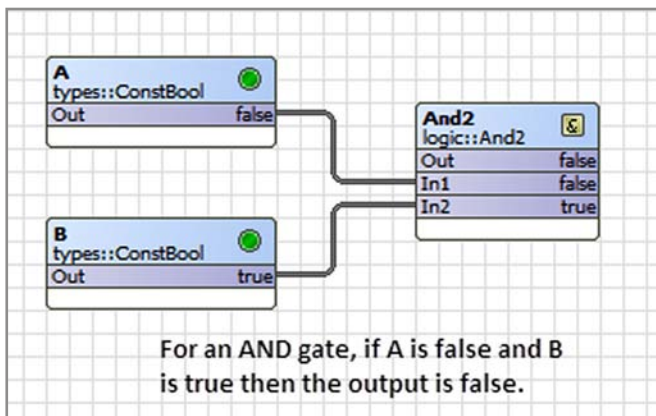 A
types::ConstBool
Out false
B
types::ConstBool
Out true
And2
logic::And2
&
Out false
In1 false
In2 true
For an AND gate, if A is false and B
is true then the output is false.